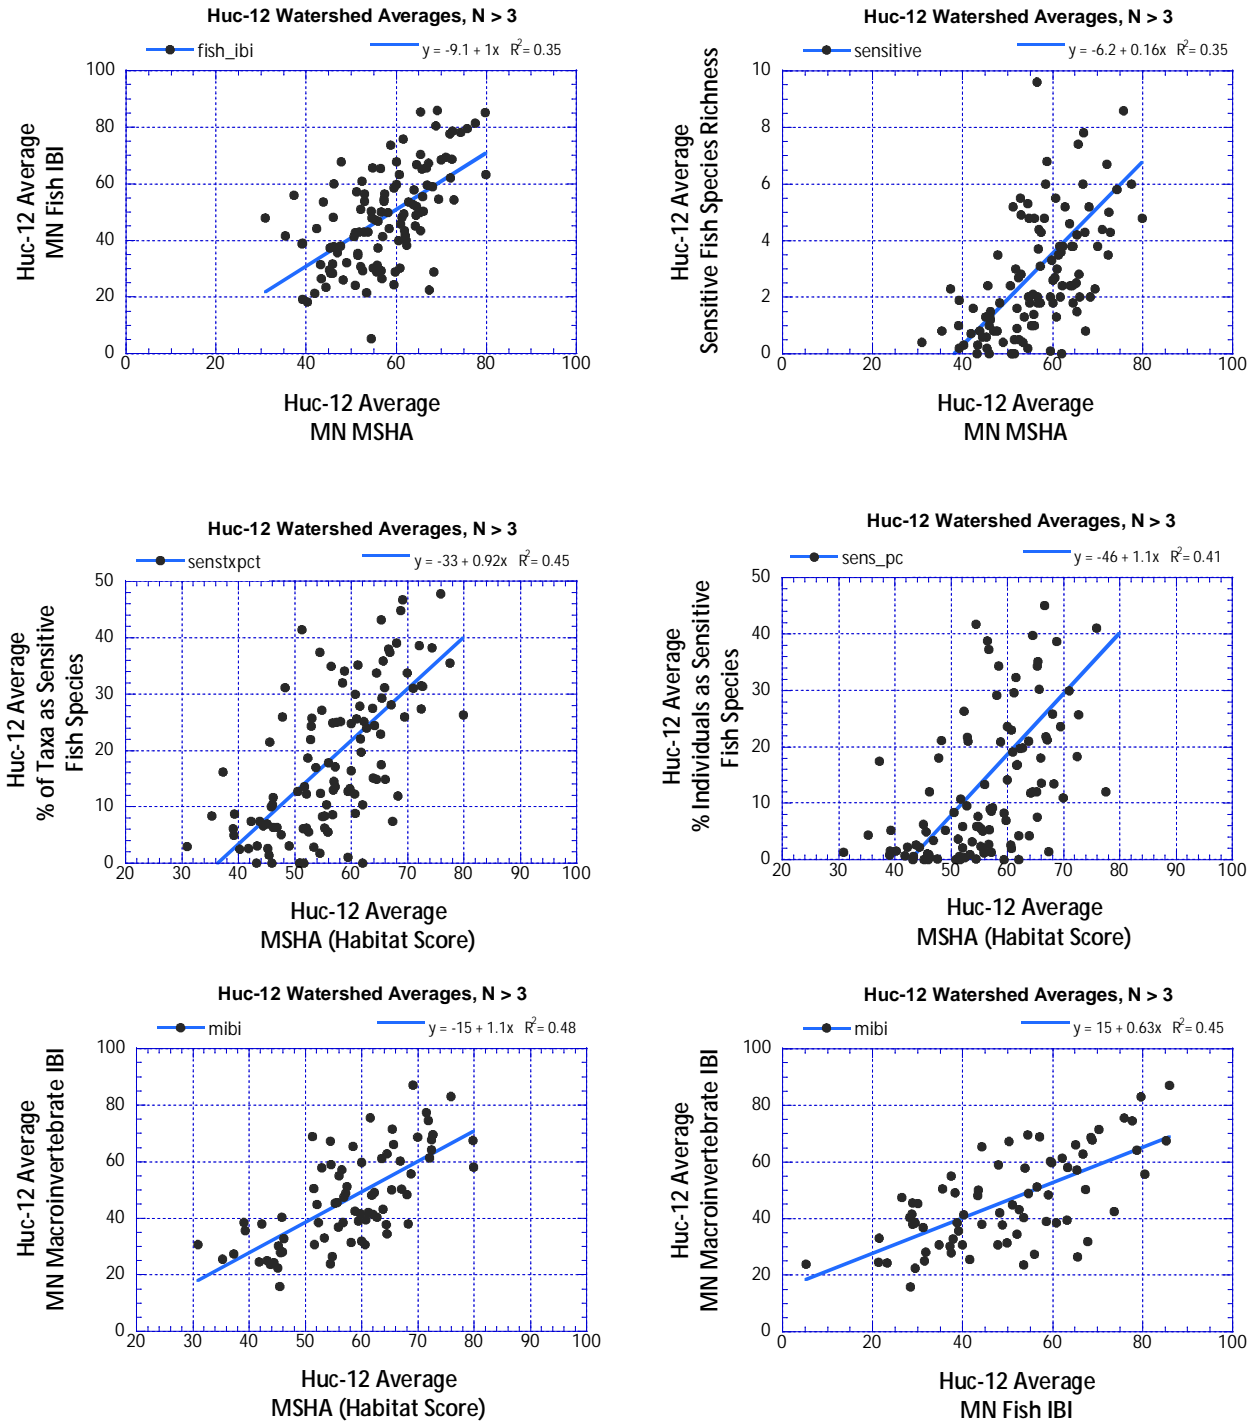 Huc-12 Watershed Averages, N > 3
fish_ibi
y = -9.1 + 1x R2= 0.35
Huc-12 Average
MN Fish IBI
100
80
60
40
20
0
0 20 40 60 80 100
Huc-12 Average
MN MSHA
Huc-12 Watershed Averages, N > 3
sensitive
y = -6.2 + 0.16x R2= 0.35
Huc-12 Average
Sensitive Fish Species Richness
10
8
6
4
2
0
0 20 40 60 80 100
Huc-12 Average
MN MSHA
Huc-12 Watershed Averages, N > 3
senstxpct
y = -33 + 0.92x R2= 0.45
Huc-12 Average
% of Taxa as Sensitive
Fish Species
50
40
30
20
10
0
20 30 40 50 60 70 80 90 100
Huc-12 Average
MSHA (Habitat Score)
Huc-12 Watershed Averages, N > 3
sens_pc
y = -46 + 1.1x R2= 0.41
Huc-12 Average
% Individuals as Sensitive
Fish Species
50
40
30
20
10
0
20 30 40 50 60 70 80 90 100
Huc-12 Average
MSHA (Habitat Score)
Huc-12 Watershed Averages, N > 3
mibi
y = -15 + 1.1x R2= 0.48
Huc-12 Average
MN Macroinvertebrate IBI
100
80
60
40
20
0
20 30 40 50 60 70 80 90 100
Huc-12 Average
MSHA (Habitat Score)
Huc-12 Watershed Averages, N > 3
mibi
y = 15 + 0.63x R2= 0.45
Huc-12 Average
MN Macroinvertebrate IBI
100
80
60
40
20
0
0 20 40 60 80 100
Huc-12 Average
MN Fish IBI